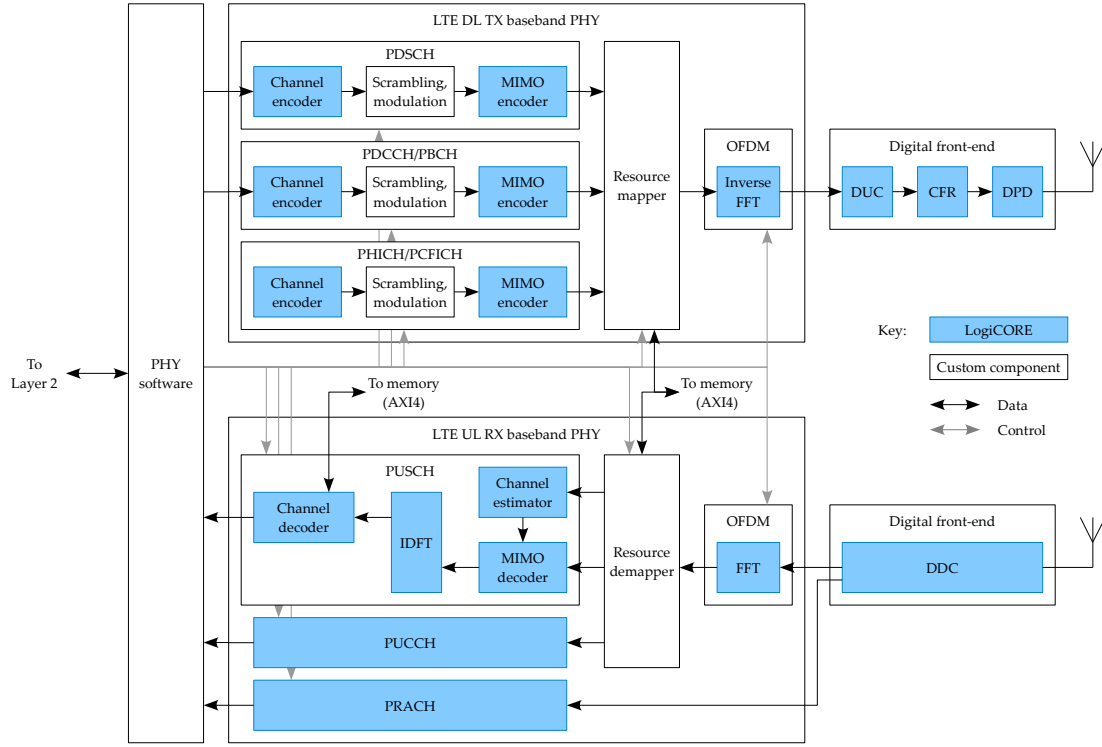 LTE DL TX baseband PHY
PDSCH
Channel
encoder
Scrambling,
modulation
MIMO
encoder
PDCCH/PBCH
Channel
encoder
Scrambling,
modulation
MIMO
encoder
PHICH/PCFICH
Channel
encoder
Scrambling,
modulation
MIMO
encoder
Resource
mapper
OFDM
Inverse
FFT
Digital front-end
DUC
CFR
DPD
Key:
LogiCORE
Custom component
Data
Control
To
Layer 2
PHY
software
To memory
(AXI4)
To memory
(AXI4)
LTE UL RX baseband PHY
PUSCH
Channel
decoder
IDFT
Channel
estimator
MIMO
decoder
Resource
demapper
OFDM
FFT
Digital front-end
DDC
PUCCH
PRACH